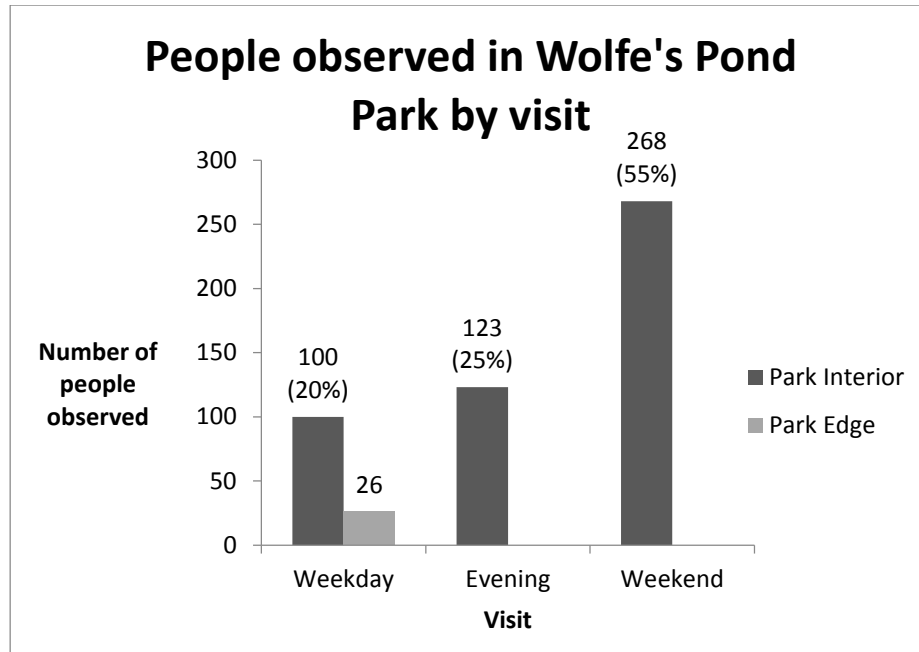 People observed in Wolfe's Pond
Park by visit
300
250
200
150
100
50
0
Number of
people
observed
100
(20%)
26
123
(25%)
268
(55%)
Weekday
Evening
Weekend
Visit
Park Interior
Park Edge